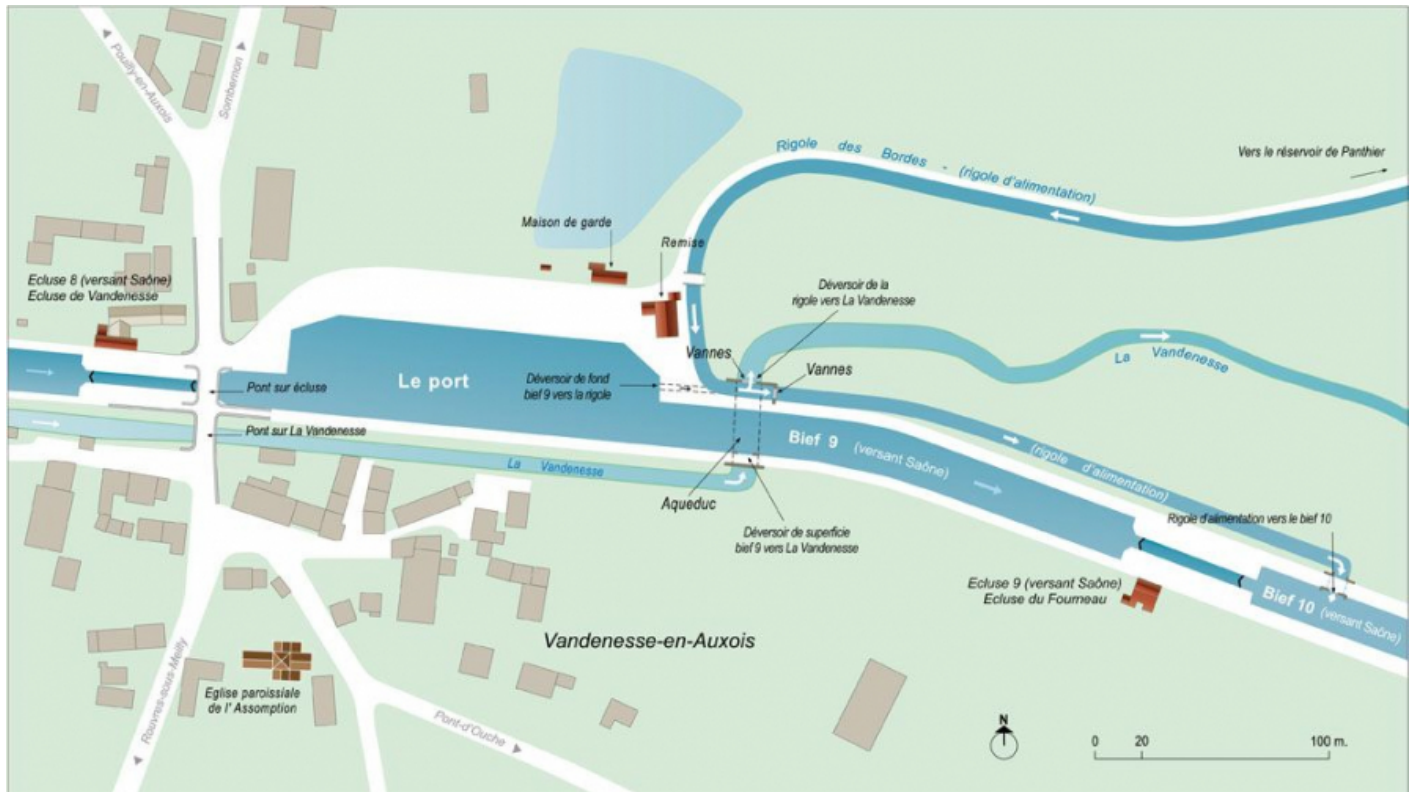 Pouilly-en-Auxois
Sombernon
Rigole des Bordes - (rigole d'alimentation)
Vers le réservoir de Panthier
Maison de garde
Remise
Ecluse 8 (versant Saône)
Ecluse de Vandenesse
Déversoir de la
rigole vers La Vandenesse
Vannes
Vannes
La Vandenesse
Pont sur écluse
Le port
Déversoir de fond
bief 9 vers la rigole
Pont sur La Vandenesse
Bief 9 (versant Saône)
(rigole d'alimentation)
La Vandenesse
Aqueduc
Déversoir de superficie
bief 9 vers La Vandenesse
Rigole d'alimentation vers le bief 10
Ecluse 9 (versant Saône)
Ecluse du Fourneau
Bief 10 (versant Saône)
Vandenesse-en-Auxois
Rouvres-sous-Meilly
Eglise paroissiale
de l' Assomption
Pont-d'Ouche
N
0 20 100 m.